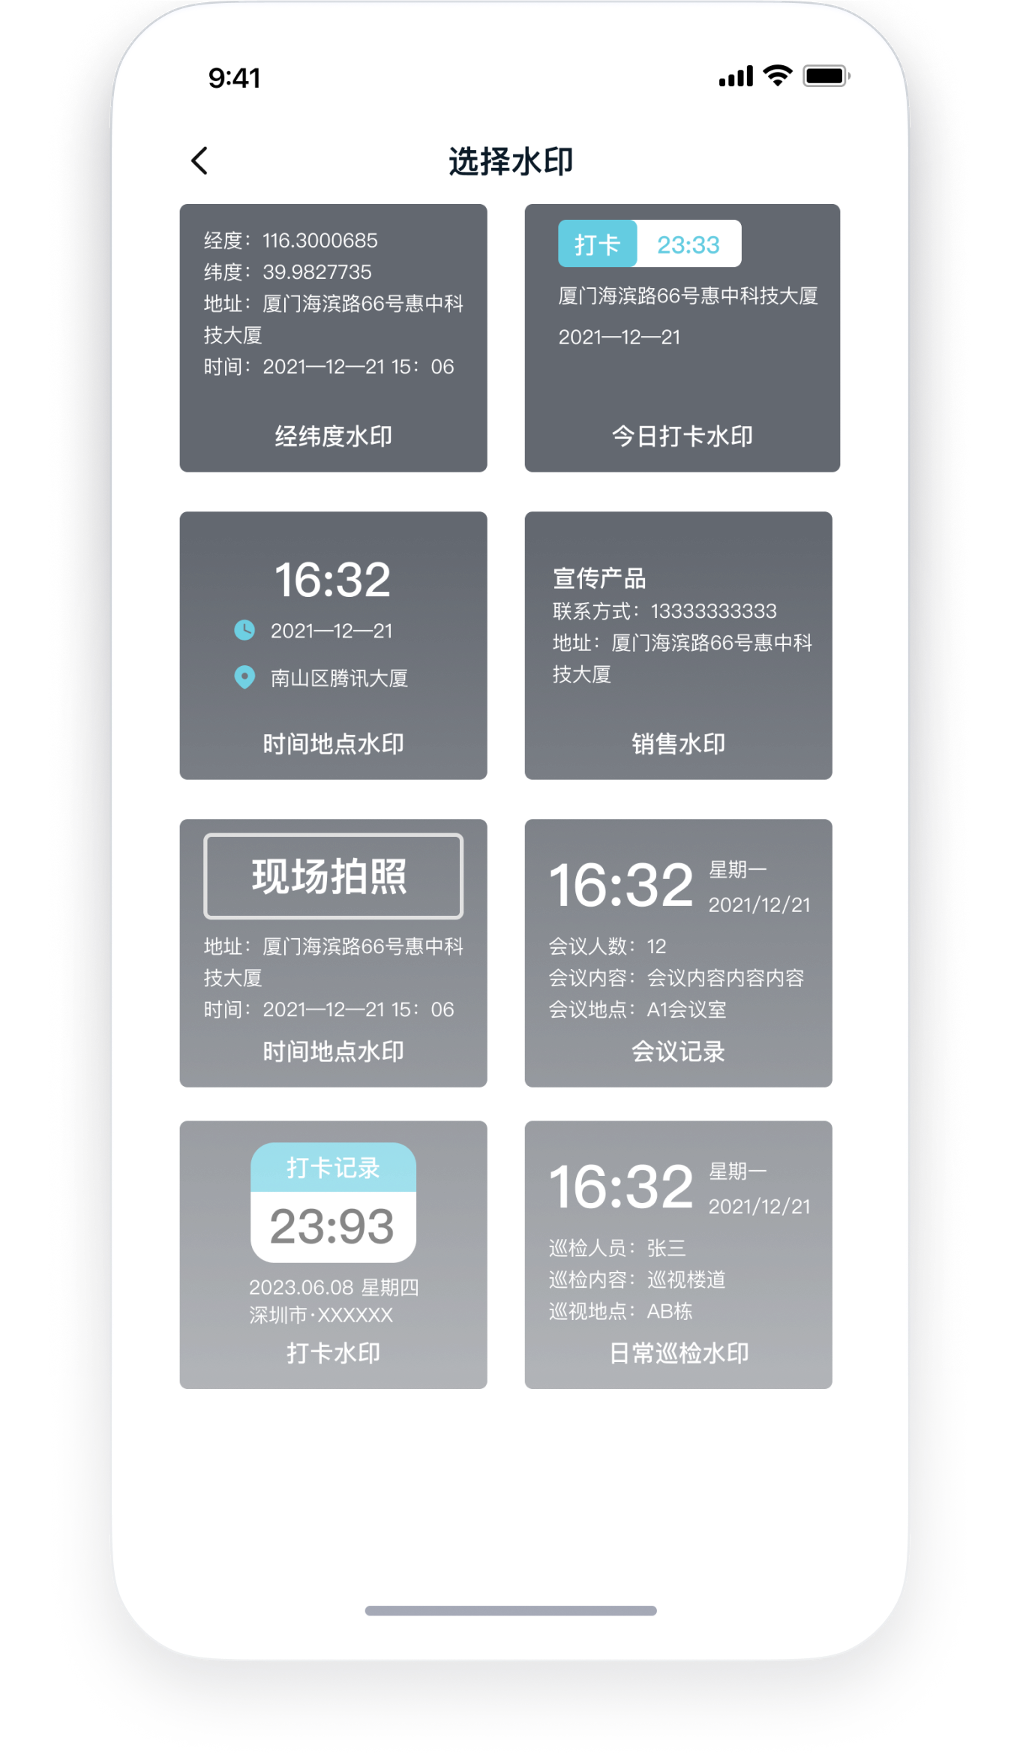 9:41
选择水印
经度：116.3000685
纬度：39.9827735
地址：厦门海滨路66号惠中科
技大厦
时间：2021—12—21 15：06
经纬度水印
打卡 23:33
厦门海滨路66号惠中科技大厦
2021—12—21
今日打卡水印
16:32
2021—12—21
南山区腾讯大厦
时间地点水印
宣传产品
联系方式：13333333333
地址：厦门海滨路66号惠中科
技大厦
销售水印
现场拍照
地址：厦门海滨路66号惠中科
技大厦
时间：2021—12—21 15：06
时间地点水印
16:32 星期一
2021/12/21
会议人数：12
会议内容：会议内容内容内容
会议地点：A1会议室
会议记录
打卡记录
23:93
2023.06.08 星期四
深圳市·XXXXXX
打卡水印
16:32 星期一
2021/12/21
巡检人员：张三
巡检内容：巡视楼道
巡视地点：AB栋
日常巡检水印